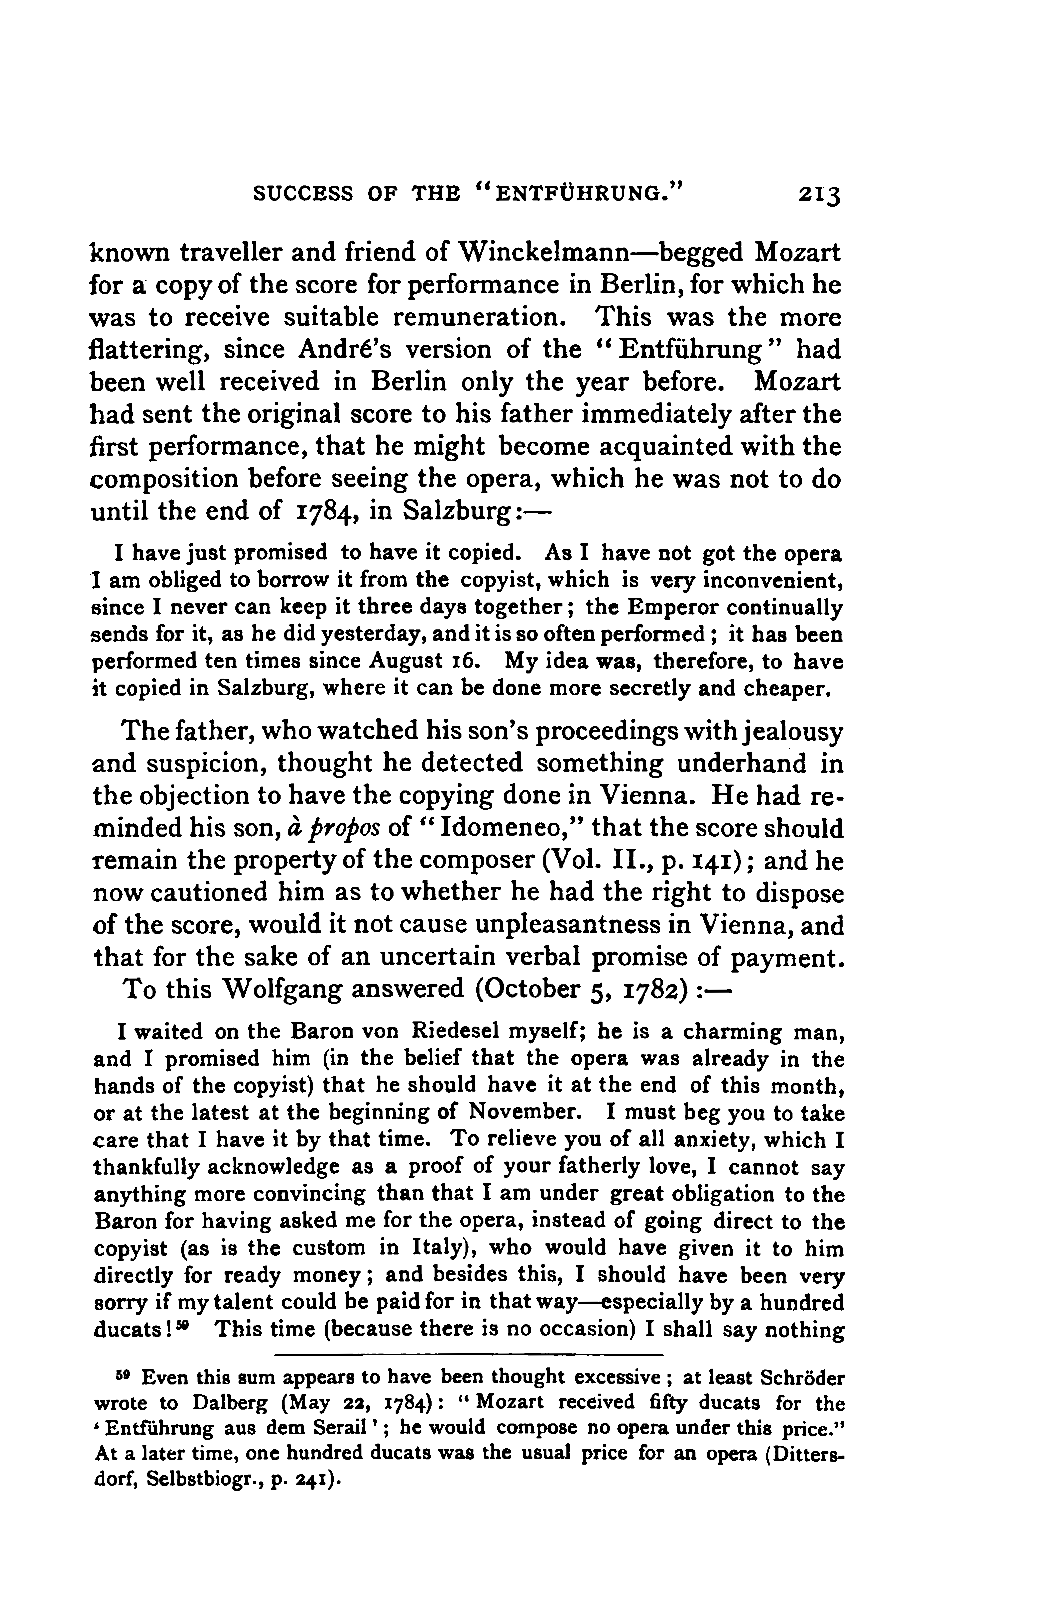 SUCCESS OF THE "ENTFÜHRUNG." 213
known traveller and friend of Winckelmann—begged Mozart
for a copy of the score for performance in Berlin, for which he
was to receive suitable remuneration. This was the more
flattering, since André's version of the "Entführung" had
been well received in Berlin only the year before. Mozart
had sent the original score to his father immediately after the
first performance, that he might become acquainted with the
composition before seeing the opera, which he was not to do
until the end of 1784, in Salzburg:—
I have just promised to have it copied. As I have not got the opera
I am obliged to borrow it from the copyist, which is very inconvenient,
since I never can keep it three days together; the Emperor continually
sends for it, as he did yesterday, and it is so often performed; it has been
performed ten times since August 16. My idea was, therefore, to have
it copied in Salzburg, where it can be done more secretly and cheaper.
The father, who watched his son's proceedings with jealousy
and suspicion, thought he detected something underhand in
the objection to have the copying done in Vienna. He had re-
minded his son, à propos of "Idomeneo," that the score should
remain the property of the composer (Vol. II., p. 141); and he
now cautioned him as to whether he had the right to dispose
of the score, would it not cause unpleasantness in Vienna, and
that for the sake of an uncertain verbal promise of payment.
To this Wolfgang answered (October 5, 1782) :—
I waited on the Baron von Riedesel myself; he is a charming man,
and I promised him (in the belief that the opera was already in the
hands of the copyist) that he should have it at the end of this month,
or at the latest at the beginning of November. I must beg you to take
care that I have it by that time. To relieve you of all anxiety, which I
thankfully acknowledge as a proof of your fatherly love, I cannot say
anything more convincing than that I am under great obligation to the
Baron for having asked me for the opera, instead of going direct to the
copyist (as is the custom in Italy), who would have given it to him
directly for ready money; and besides this, I should have been very
sorry if my talent could be paid for in that way—especially by a hundred
ducats!⁵⁹ This time (because there is no occasion) I shall say nothing
⁵⁹ Even this sum appears to have been thought excessive; at least Schröder
wrote to Dalberg (May 22, 1784): "Mozart received fifty ducats for the
'Entführung aus dem Serail'; he would compose no opera under this price."
At a later time, one hundred ducats was the usual price for an opera (Ditters-
dorf, Selbstbiogr., p. 241).